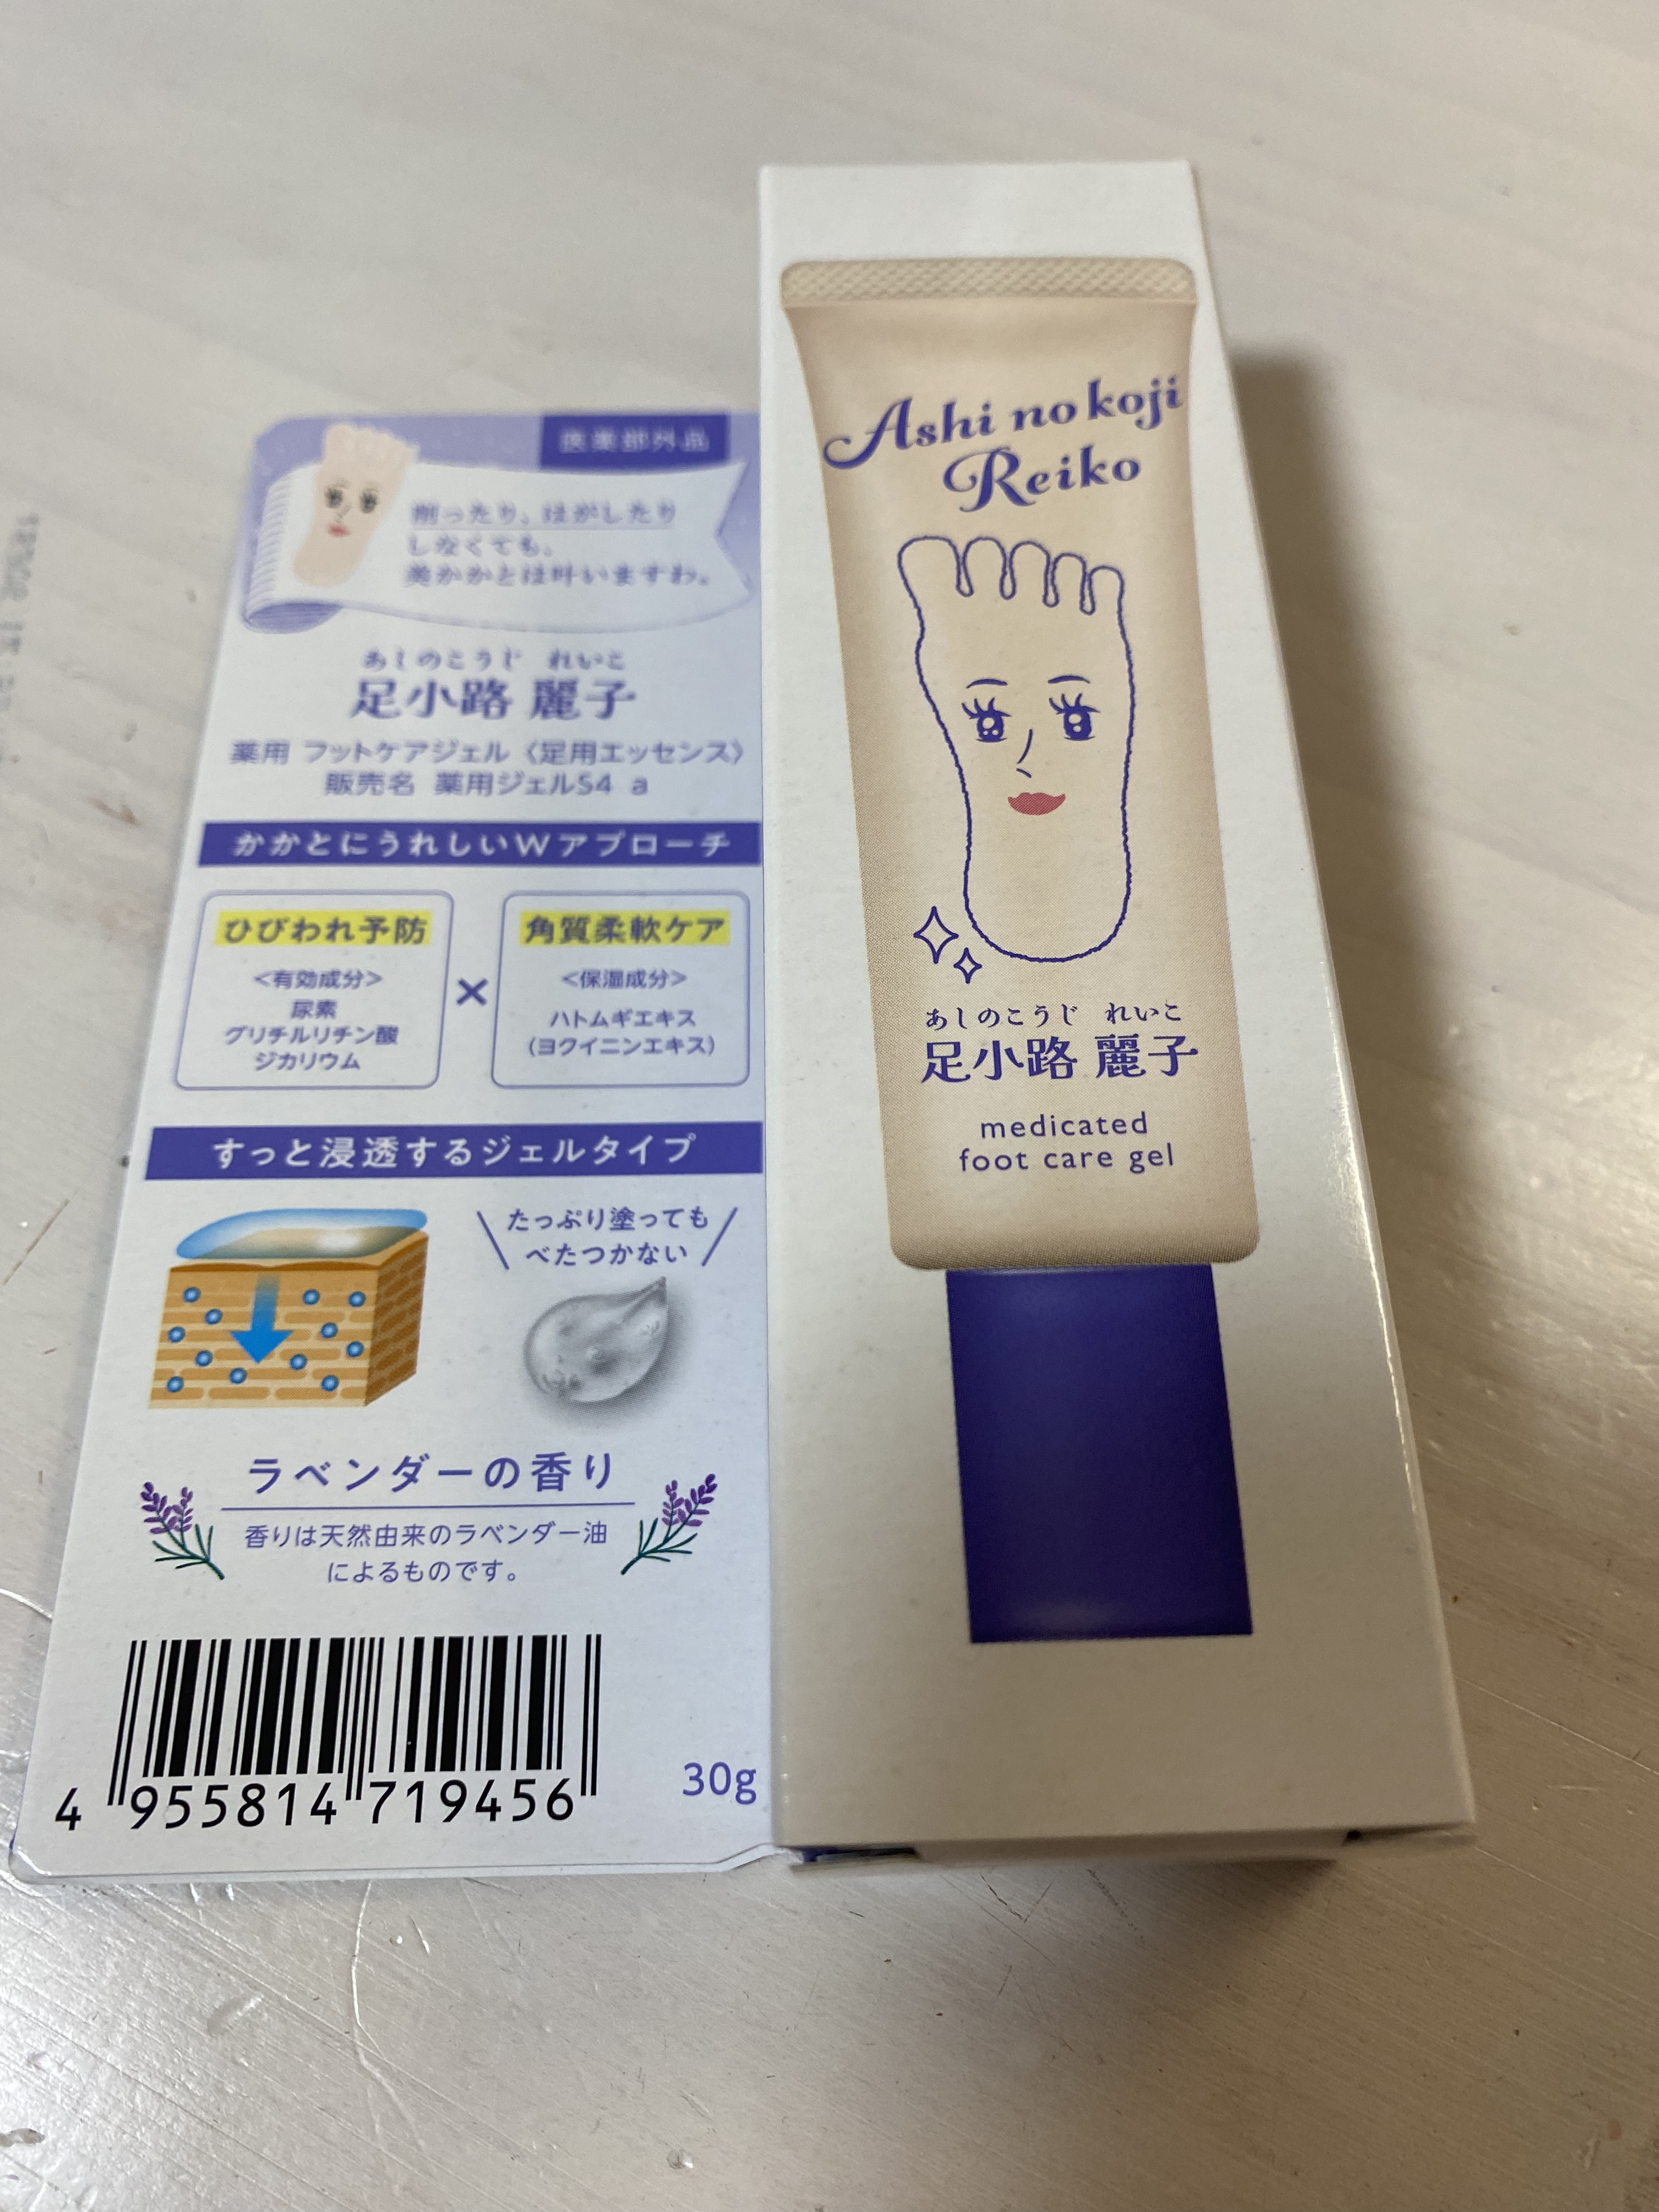 医薬部外品
削ったり、はがしたり
しなくても、
美かかとは叶いますわ。
あしのこうじ れいこ
足小路 麗子
薬用 フットケアジェル〈足用エッセンス〉
販売名 薬用ジェルS4 a
かかとにうれしいWアプローチ
ひびわれ予防
<有効成分>
尿素
グリチルリチン酸
ジカリウム
×
角質柔軟ケア
<保湿成分>
ハトムギエキス
(ヨクイニンエキス)
すっと浸透するジェルタイプ
たっぷり塗っても
べたつかない
ラベンダーの香り
香りは天然由来のラベンダー油
によるものです。
4 955814 719456
30g
Ashi no koji
Reiko
あしのこうじ れいこ
足小路 麗子
medicated
foot care gel